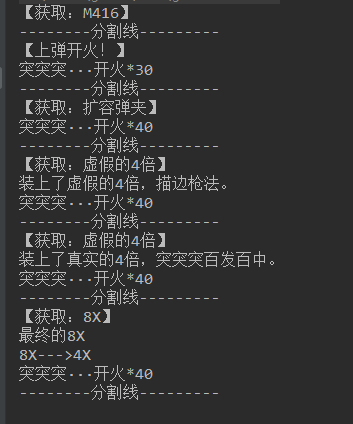 【获取：M416】
--------分割线---------
【上弹开火！】
突突突...开火*30
--------分割线---------
【获取：扩容弹夹】
突突突...开火*40
--------分割线---------
【获取：虚假的4倍】
装上了虚假的4倍，描边枪法。
突突突...开火*40
--------分割线---------
【获取：虚假的4倍】
装上了真实的4倍，突突突百发百中。
突突突...开火*40
--------分割线---------
【获取：8X】
最终的8X
8X--->4X
突突突...开火*40
--------分割线---------